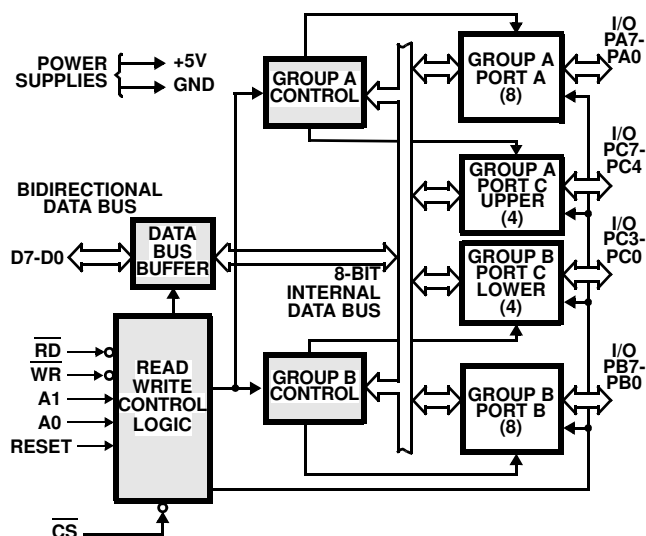 POWER
SUPPLIES
+5V
GND
GROUP A
CONTROL
GROUP A
PORT A
(8)
I/O
PA7-
PA0
GROUP A
PORT C
UPPER
(4)
I/O
PC7-
PC4
BIDIRECTIONAL
DATA BUS
D7-D0
DATA
BUS
BUFFER
8-BIT
INTERNAL
DATA BUS
GROUP B
PORT C
LOWER
(4)
I/O
PC3-
PC0
RD
WR
A1
A0
RESET
READ
WRITE
CONTROL
LOGIC
GROUP B
CONTROL
GROUP B
PORT B
(8)
I/O
PB7-
PB0
CS